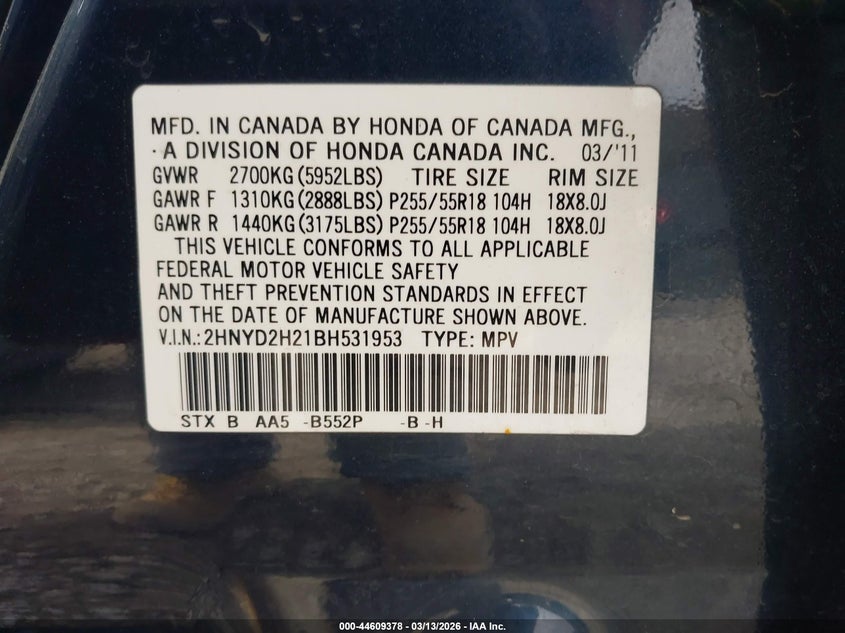 MFD. IN CANADA BY HONDA OF CANADA MFG.,
A DIVISION OF HONDA CANADA INC. 03/'11
GVWR 2700KG (5952LBS) TIRE SIZE RIM SIZE
GAWR F 1310KG (2888LBS) P255/55R18 104H 18X8.0J
GAWR R 1440KG (3175LBS) P255/55R18 104H 18X8.0J
THIS VEHICLE CONFORMS TO ALL APPLICABLE
FEDERAL MOTOR VEHICLE SAFETY
AND THEFT PREVENTION STANDARDS IN EFFECT
ON THE DATE OF MANUFACTURE SHOWN ABOVE.
V.I.N.:2HNYD2H21BH531953 TYPE: MPV
STX B AA5 -B552P -B -H
000-44609378 - 03/13/2026 - IAA Inc.